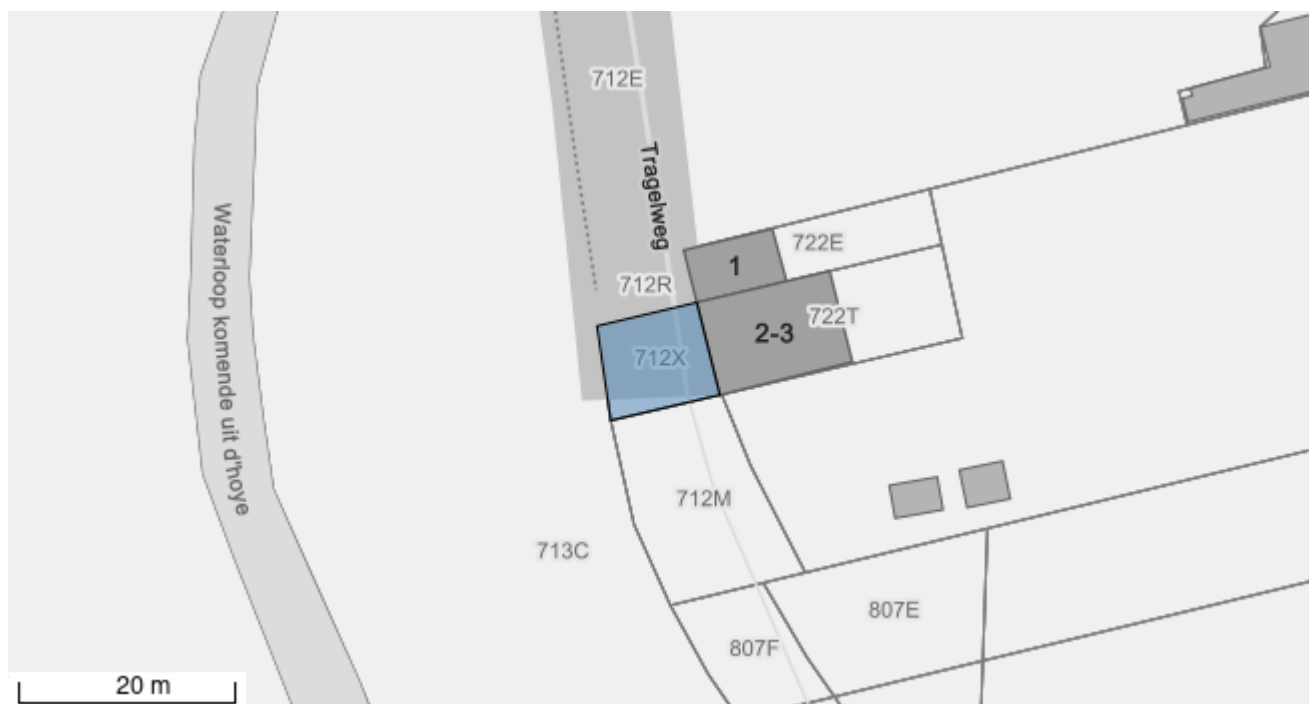 712E
Tragelweg
Waterloop komende uit d"hoye
722E
1
712R
722T
2-3
712X
712M
713C
807E
807F
20 m